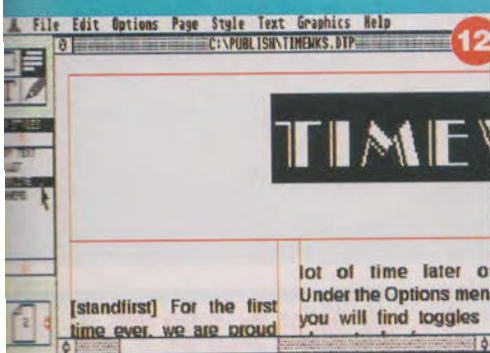 File Edit Options Page Style Text Graphics Help
C:\PUBLISH\TIMEWKS.DTP
12
TIMEW
lot of time later o
Under the Options men
[standfirst] For the first
you will find toggles
time ever, we are proud